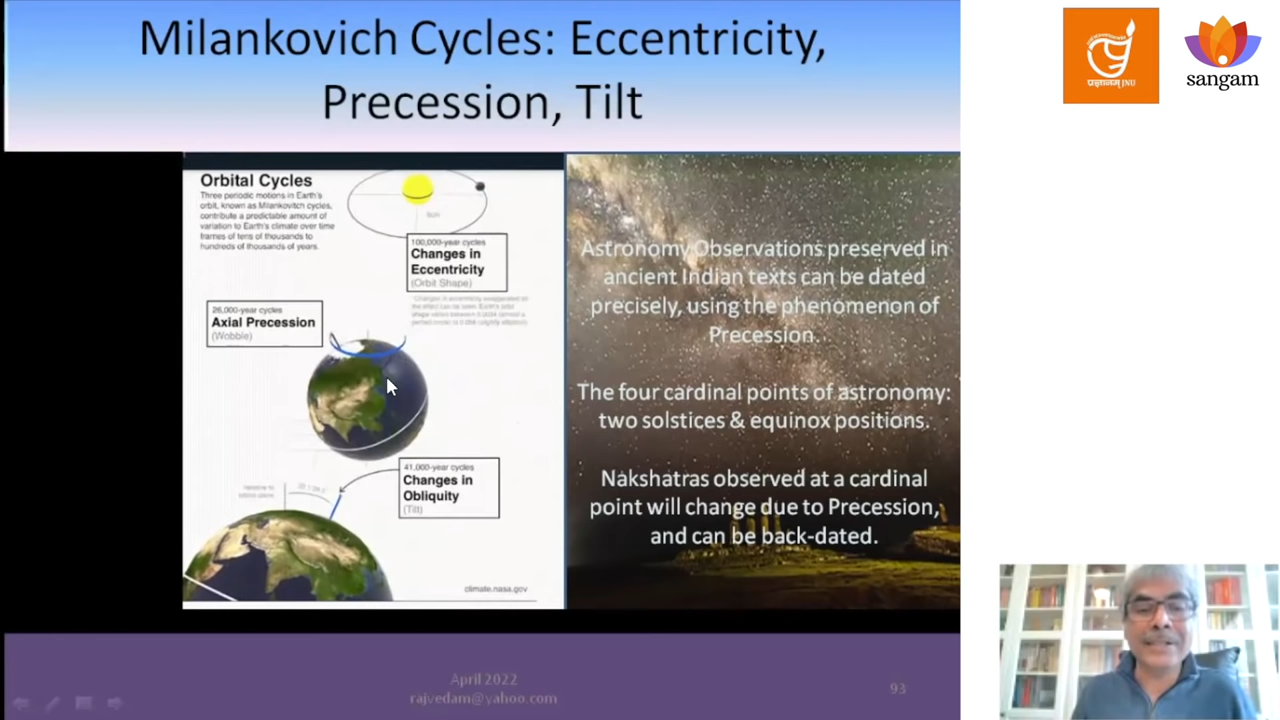 Milankovich Cycles: Eccentricity,
Precession, Tilt
Orbital Cycles
Three periodic motions in Earth's
orbit, known as Milankovitch cycles,
contribute a predictable amount of
variation to Earth's climate over time
frames of tens of thousands to
hundreds of thousands of years.
Sun
100,000-year cycles
Changes in
Eccentricity
(Orbit Shape)
26,000-year cycles
Axial Precession
(Wobble)
41,000-year cycles
Changes in
Obliquity
(Tilt)
climate.nasa.gov
Astronomy Observations preserved in
ancient Indian texts can be dated
precisely, using the phenomenon of
Precession.
The four cardinal points of astronomy:
two solstices & equinox positions.
Nakshatras observed at a cardinal
point will change due to Precession,
and can be back-dated.
April 2022
rajvedam@yahoo.com
93
JNU
sangam